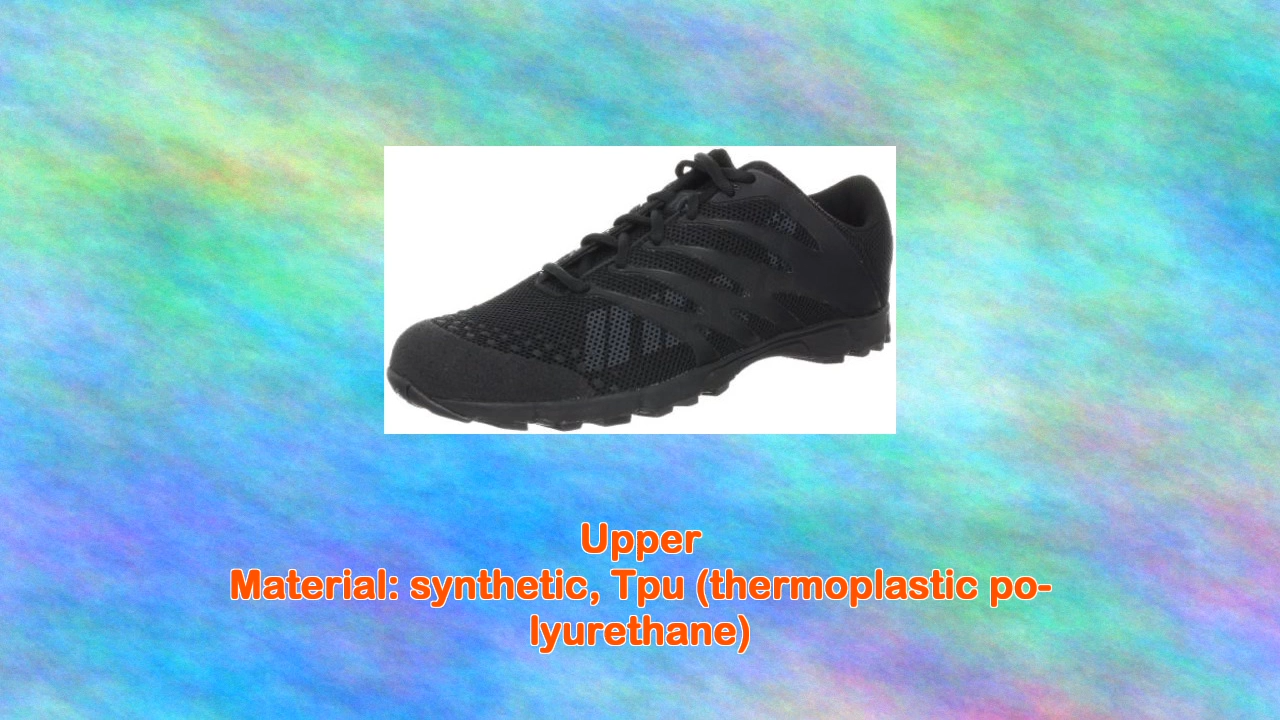 Upper
Material: synthetic, Tpu (thermoplastic po-
lyurethane)